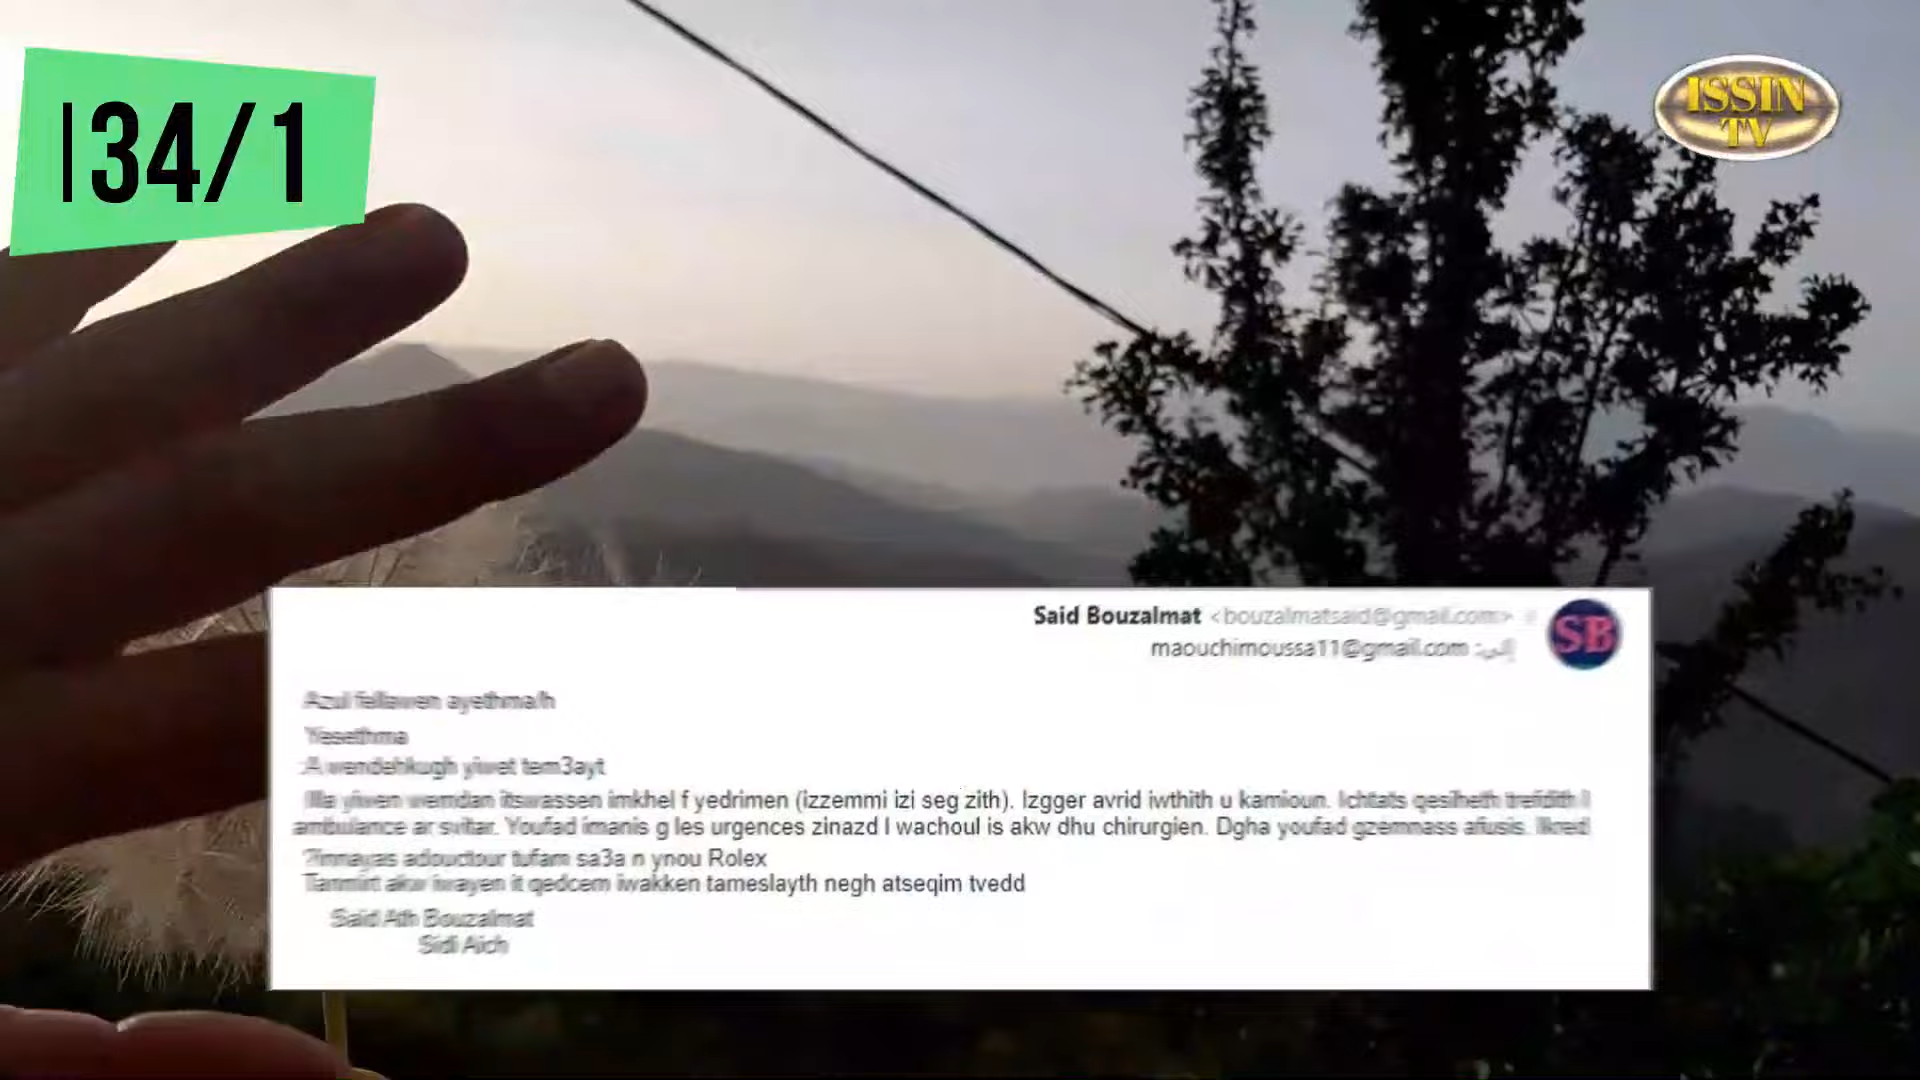 34/1
ISSIN
TV
Said Bouzalmat <bouzalmatsaid@gmail.com>
إلى: maouchimoussa11@gmail.com
SB
Azul fellawen ayethma/h
Yesethma
A wendehkugh yiwet tem3ayt:
Illa yiwen wemdan itswassen imkhel f yedrimen (izzemmi izi seg zith). Izgger avrid iwthith u kamioun. Ichtats qesiheth trefdith l
ambulance ar svitar. Youfad imanis g les urgences zinazd l wachoul is akw dhu chirurgien. Dgha youfad gzemnass afusis. Ikred
?innayas adouctour tufam sa3a n ynou Rolex
Tanmirt akw iwayen it qedcem iwakken tameslayth negh atseqim tvedd
Said Ath Bouzalmat
Sidi Aich